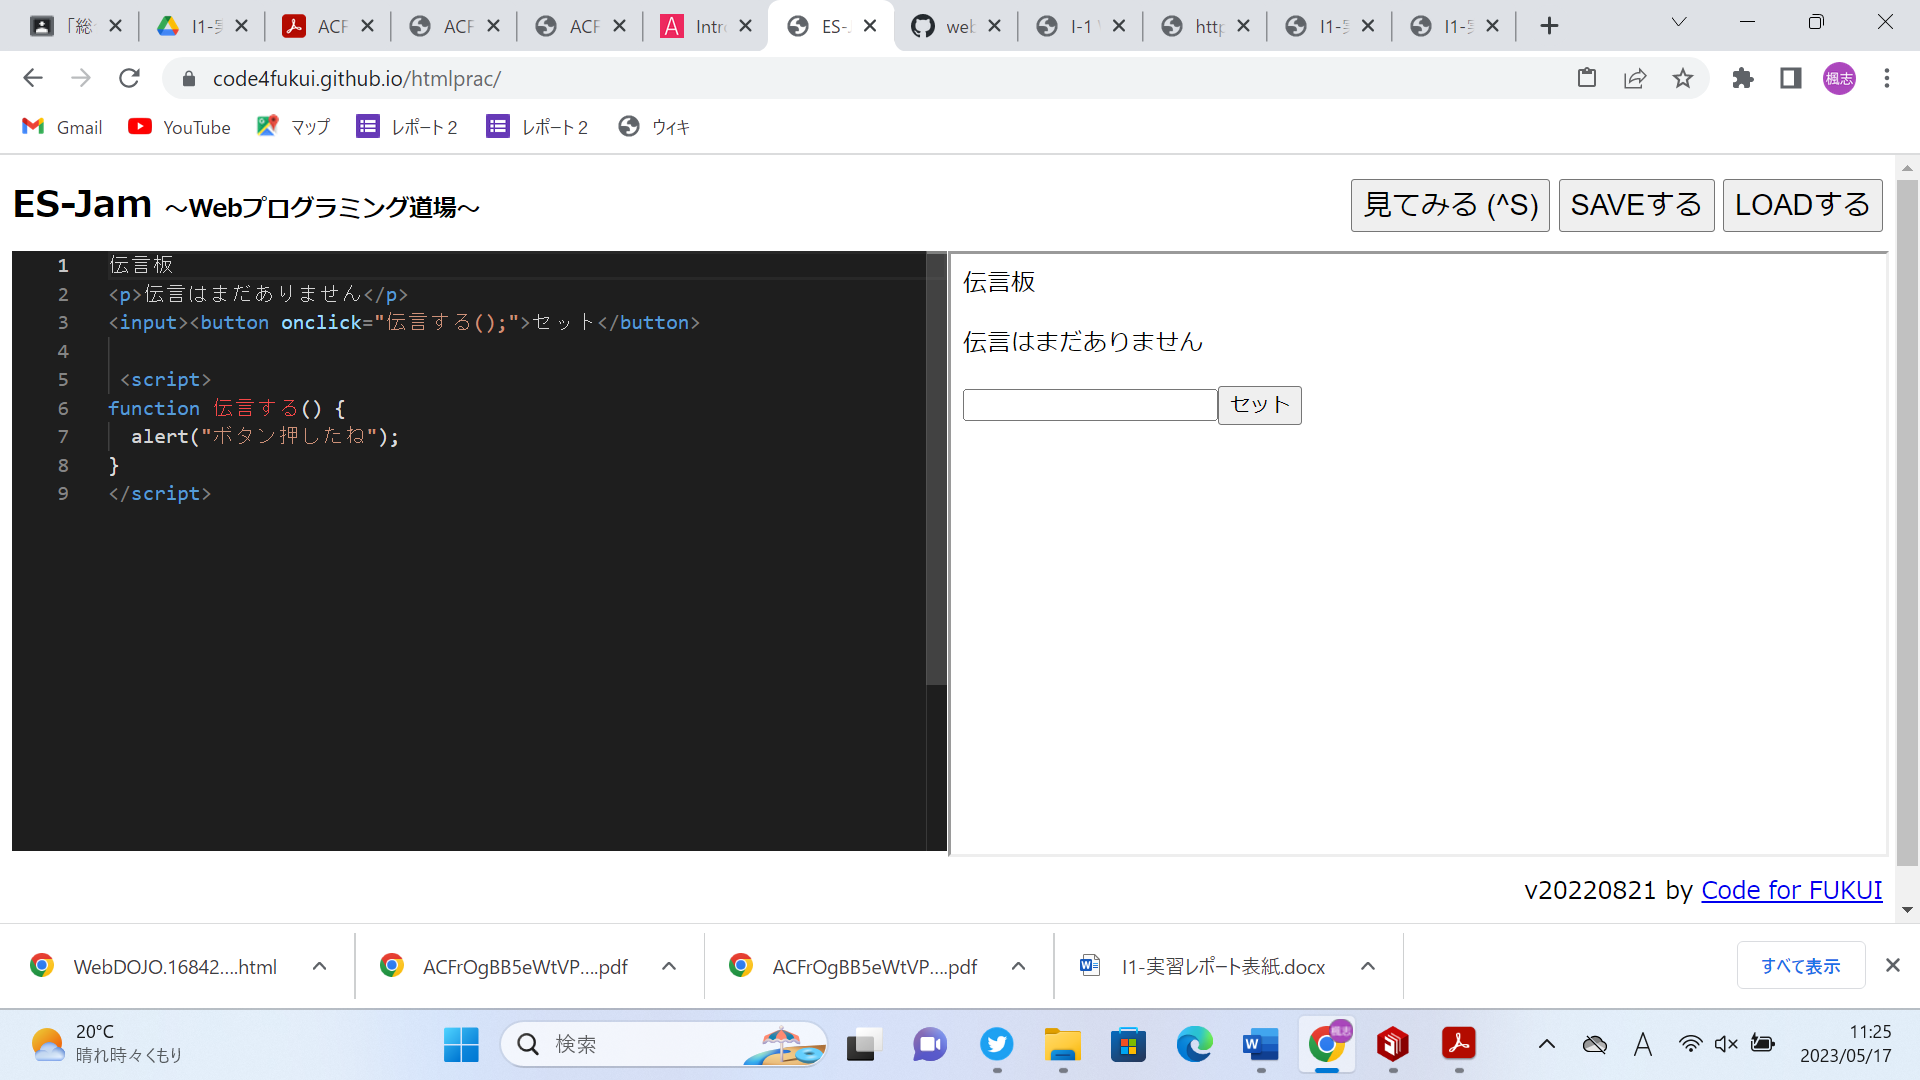 「総
I1-実
ACF
ACF
ACF
Intr
ES-
web
I-1
http
I1-実
I1-実
code4fukui.github.io/htmlprac/
楓志
Gmail
YouTube
マップ
レポート 2
レポート 2
ウィキ
ES-Jam ～Webプログラミング道場～
見てみる (^S)
SAVEする
LOADする
1 伝言板
2 <p>伝言はまだありません</p>
3 <input><button onclick="伝言する();">セット</button>
4
5 <script>
6 function 伝言する() {
7 alert("ボタン押したね");
8 }
9 </script>
伝言板
伝言はまだありません
セット
v20220821 by Code for FUKUI
WebDOJO.16842....html
ACFrOgBB5eWtVP....pdf
ACFrOgBB5eWtVP....pdf
I1-実習レポート表紙.docx
すべて表示
20°C
晴れ時々くもり
検索
楓志
A
11:25
2023/05/17